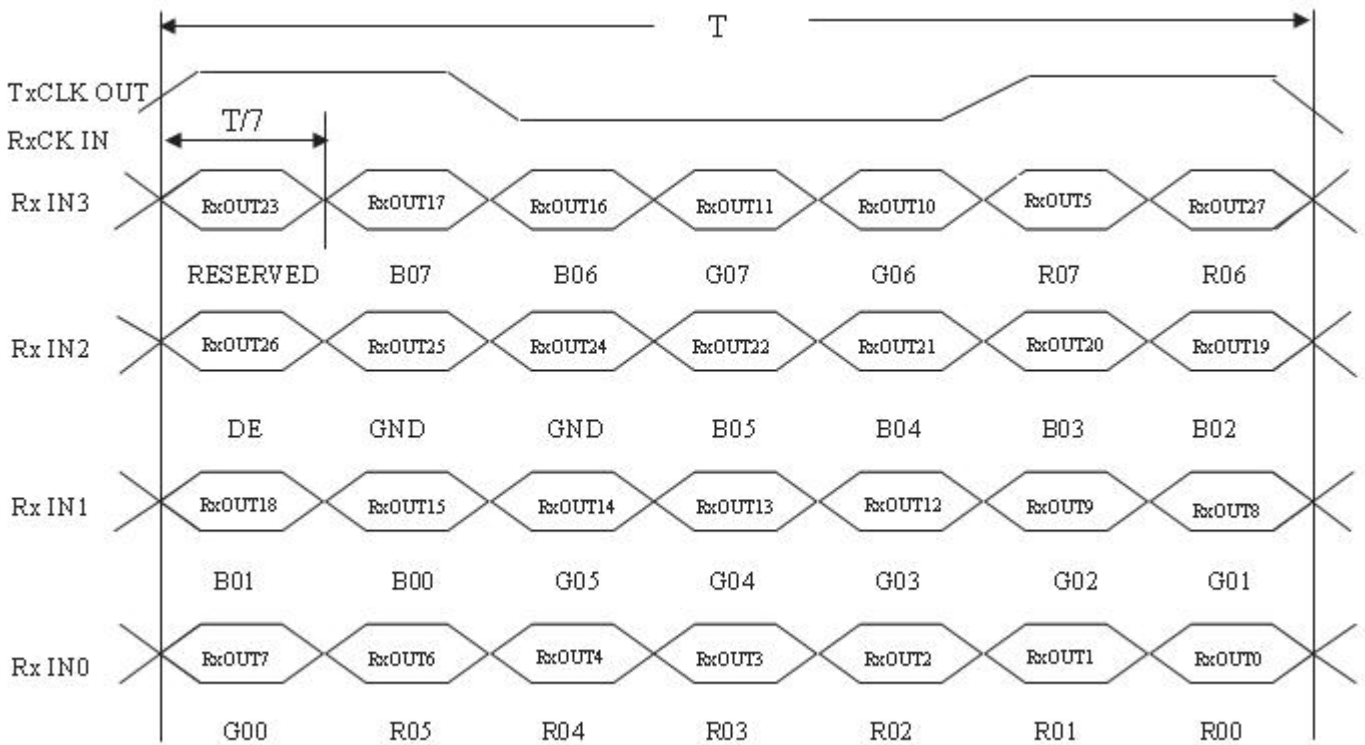 T
TxCLK OUT
T/7
RxCK IN
Rx IN3 RxOUT23 RxOUT17 RxOUT16 RxOUT11 RxOUT10 RxOUT5 RxOUT27
RESERVED B07 B06 G07 G06 R07 R06
Rx IN2 RxOUT26 RxOUT25 RxOUT24 RxOUT22 RxOUT21 RxOUT20 RxOUT19
DE GND GND B05 B04 B03 B02
Rx IN1 RxOUT18 RxOUT15 RxOUT14 RxOUT13 RxOUT12 RxOUT9 RxOUT8
B01 B00 G05 G04 G03 G02 G01
Rx IN0 RxOUT7 RxOUT6 RxOUT4 RxOUT3 RxOUT2 RxOUT1 RxOUT0
G00 R05 R04 R03 R02 R01 R00